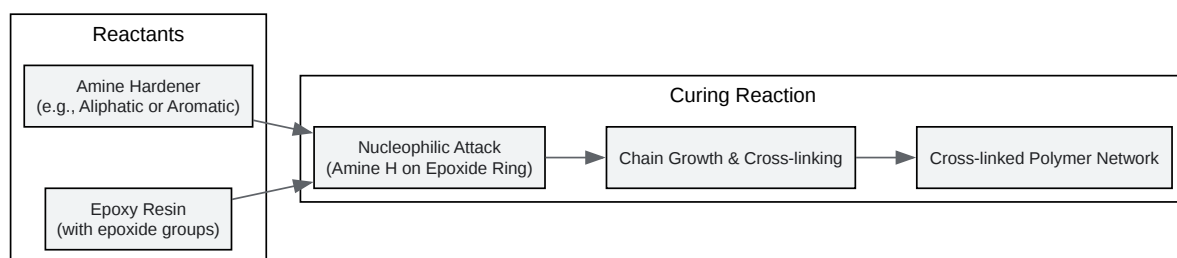 Reactants
Amine Hardener
(e.g., Aliphatic or Aromatic)
Epoxy Resin
(with epoxide groups)
Curing Reaction
Nucleophilic Attack
(Amine H on Epoxide Ring)
Chain Growth & Cross-linking
Cross-linked Polymer Network